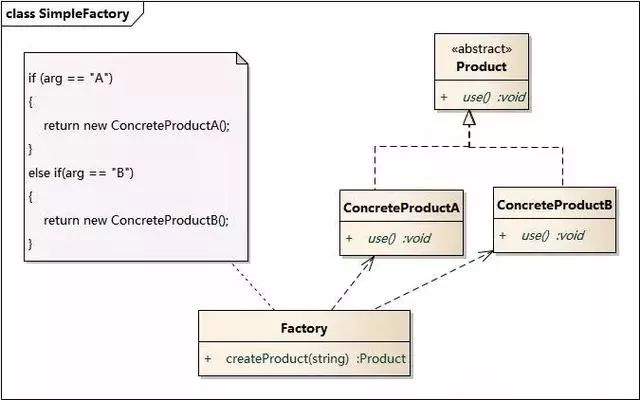 class SimpleFactory
if (arg == "A")
{
return new ConcreteProductA();
}
else if(arg == "B")
{
return new ConcreteProductB();
}
«abstract»
Product
+ use() :void
ConcreteProductA
+ use() :void
ConcreteProductB
+ use() :void
Factory
+ createProduct(string) :Product